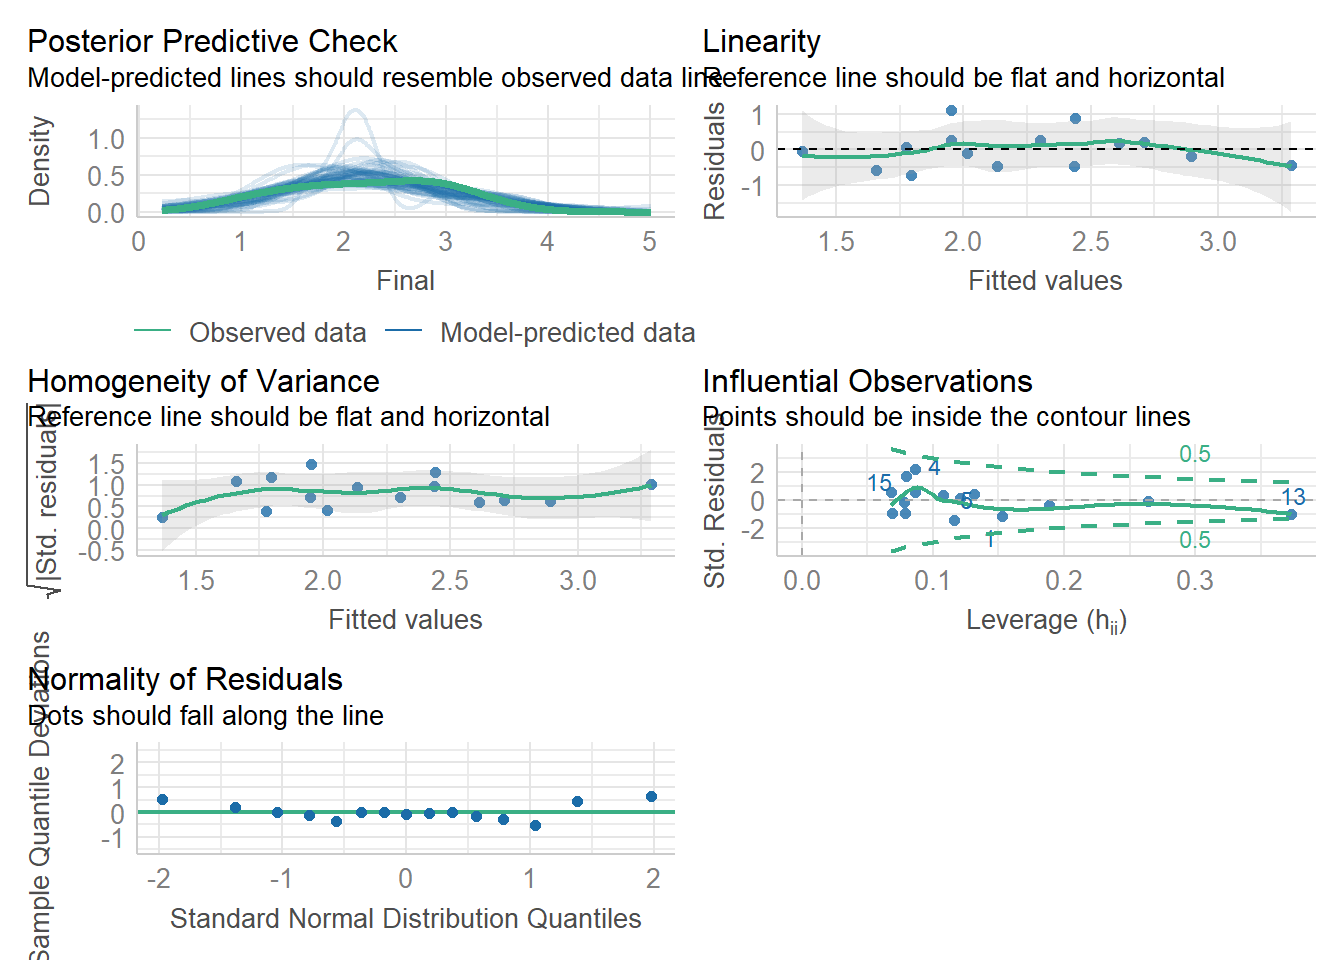 Posterior Predictive Check
Model-predicted lines should resemble observed data line
Density
1.0
0.5
0.0
0
1
2
3
4
5
Final
Observed data
Model-predicted data
Linearity
Reference line should be flat and horizontal
Residuals
1
0
-1
1.5
2.0
2.5
3.0
Fitted values
Homogeneity of Variance
Reference line should be flat and horizontal
√|Std. residuals|
1.5
1.0
0.5
0.0
-0.5
1.5
2.0
2.5
3.0
Fitted values
Influential Observations
Points should be inside the contour lines
Std. Residuals
2
0
-2
0.5
4
15
13
1
0.5
0.0
0.1
0.2
0.3
Leverage (hii)
Normality of Residuals
Dots should fall along the line
Sample Quantile Deviations
2
1
0
-1
-2
-1
0
1
2
Standard Normal Distribution Quantiles